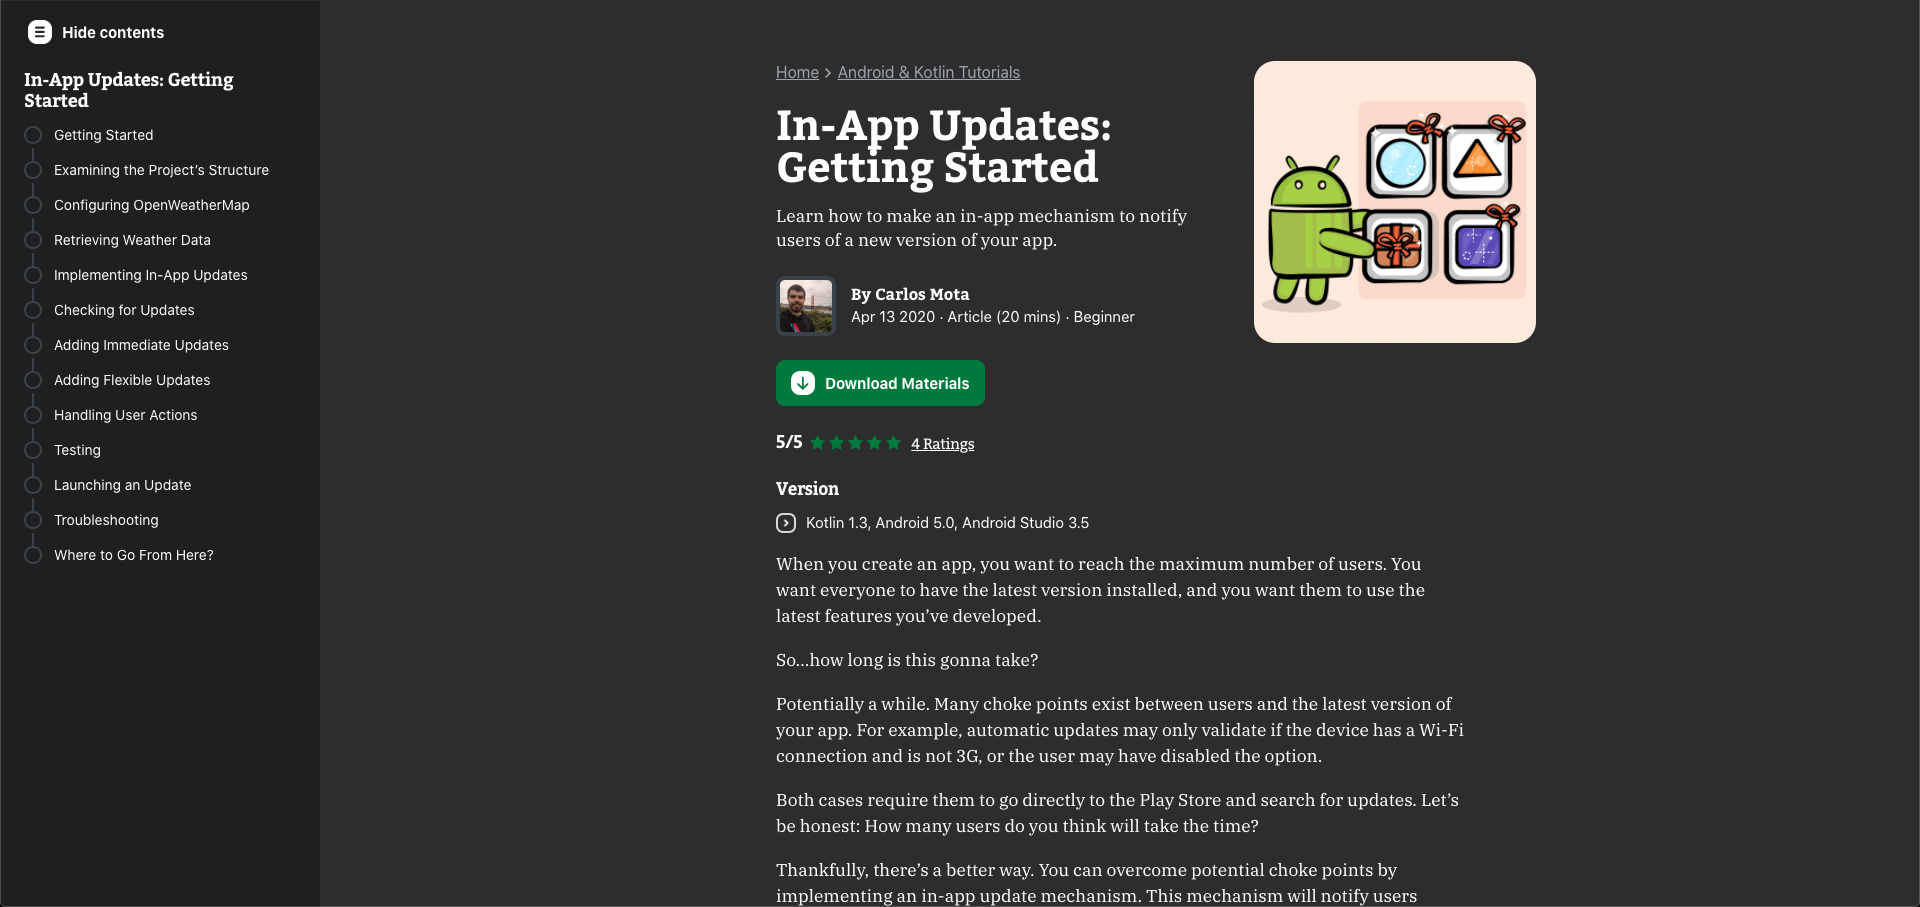 Hide contents
In-App Updates: Getting
Started
Getting Started
Examining the Project’s Structure
Configuring OpenWeatherMap
Retrieving Weather Data
Implementing In-App Updates
Checking for Updates
Adding Immediate Updates
Adding Flexible Updates
Handling User Actions
Testing
Launching an Update
Troubleshooting
Where to Go From Here?
Home › Android & Kotlin Tutorials
In-App Updates:
Getting Started
Learn how to make an in-app mechanism to notify
users of a new version of your app.
By Carlos Mota
Apr 13 2020 · Article (20 mins) · Beginner
Download Materials
5/5 4 Ratings
Version
Kotlin 1.3, Android 5.0, Android Studio 3.5
When you create an app, you want to reach the maximum number of users. You
want everyone to have the latest version installed, and you want them to use the
latest features you’ve developed.
So…how long is this gonna take?
Potentially a while. Many choke points exist between users and the latest version of
your app. For example, automatic updates may only validate if the device has a Wi-Fi
connection and is not 3G, or the user may have disabled the option.
Both cases require them to go directly to the Play Store and search for updates. Let’s
be honest: How many users do you think will take the time?
Thankfully, there’s a better way. You can overcome potential choke points by
implementing an in-app update mechanism. This mechanism will notify users